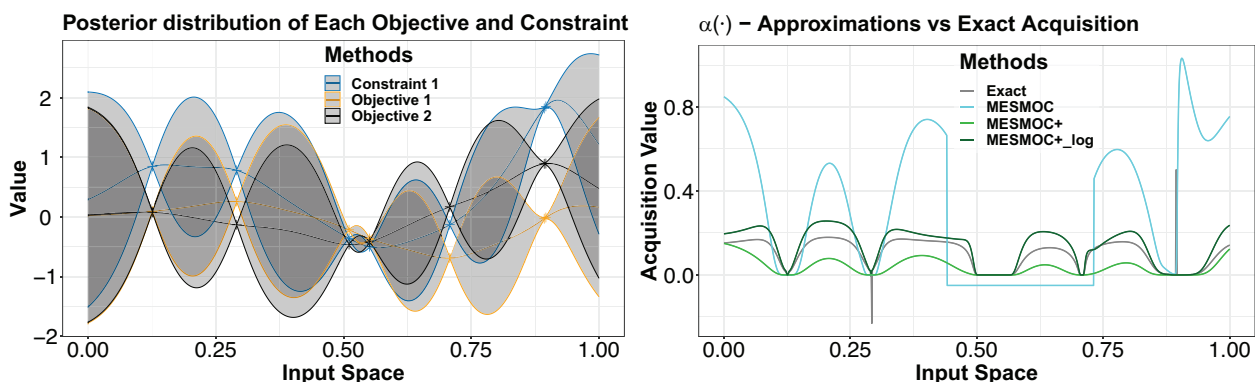 Posterior distribution of Each Objective and Constraint
Methods
Constraint 1
Objective 1
Objective 2
Value
2
1
0
−1
−2
0.00
0.25
0.50
0.75
1.00
Input Space
α(·) − Approximations vs Exact Acquisition
Methods
Exact
MESMOC
MESMOC+
MESMOC+_log
Acquisition Value
0.8
0.4
0.0
0.00
0.25
0.50
0.75
1.00
Input Space